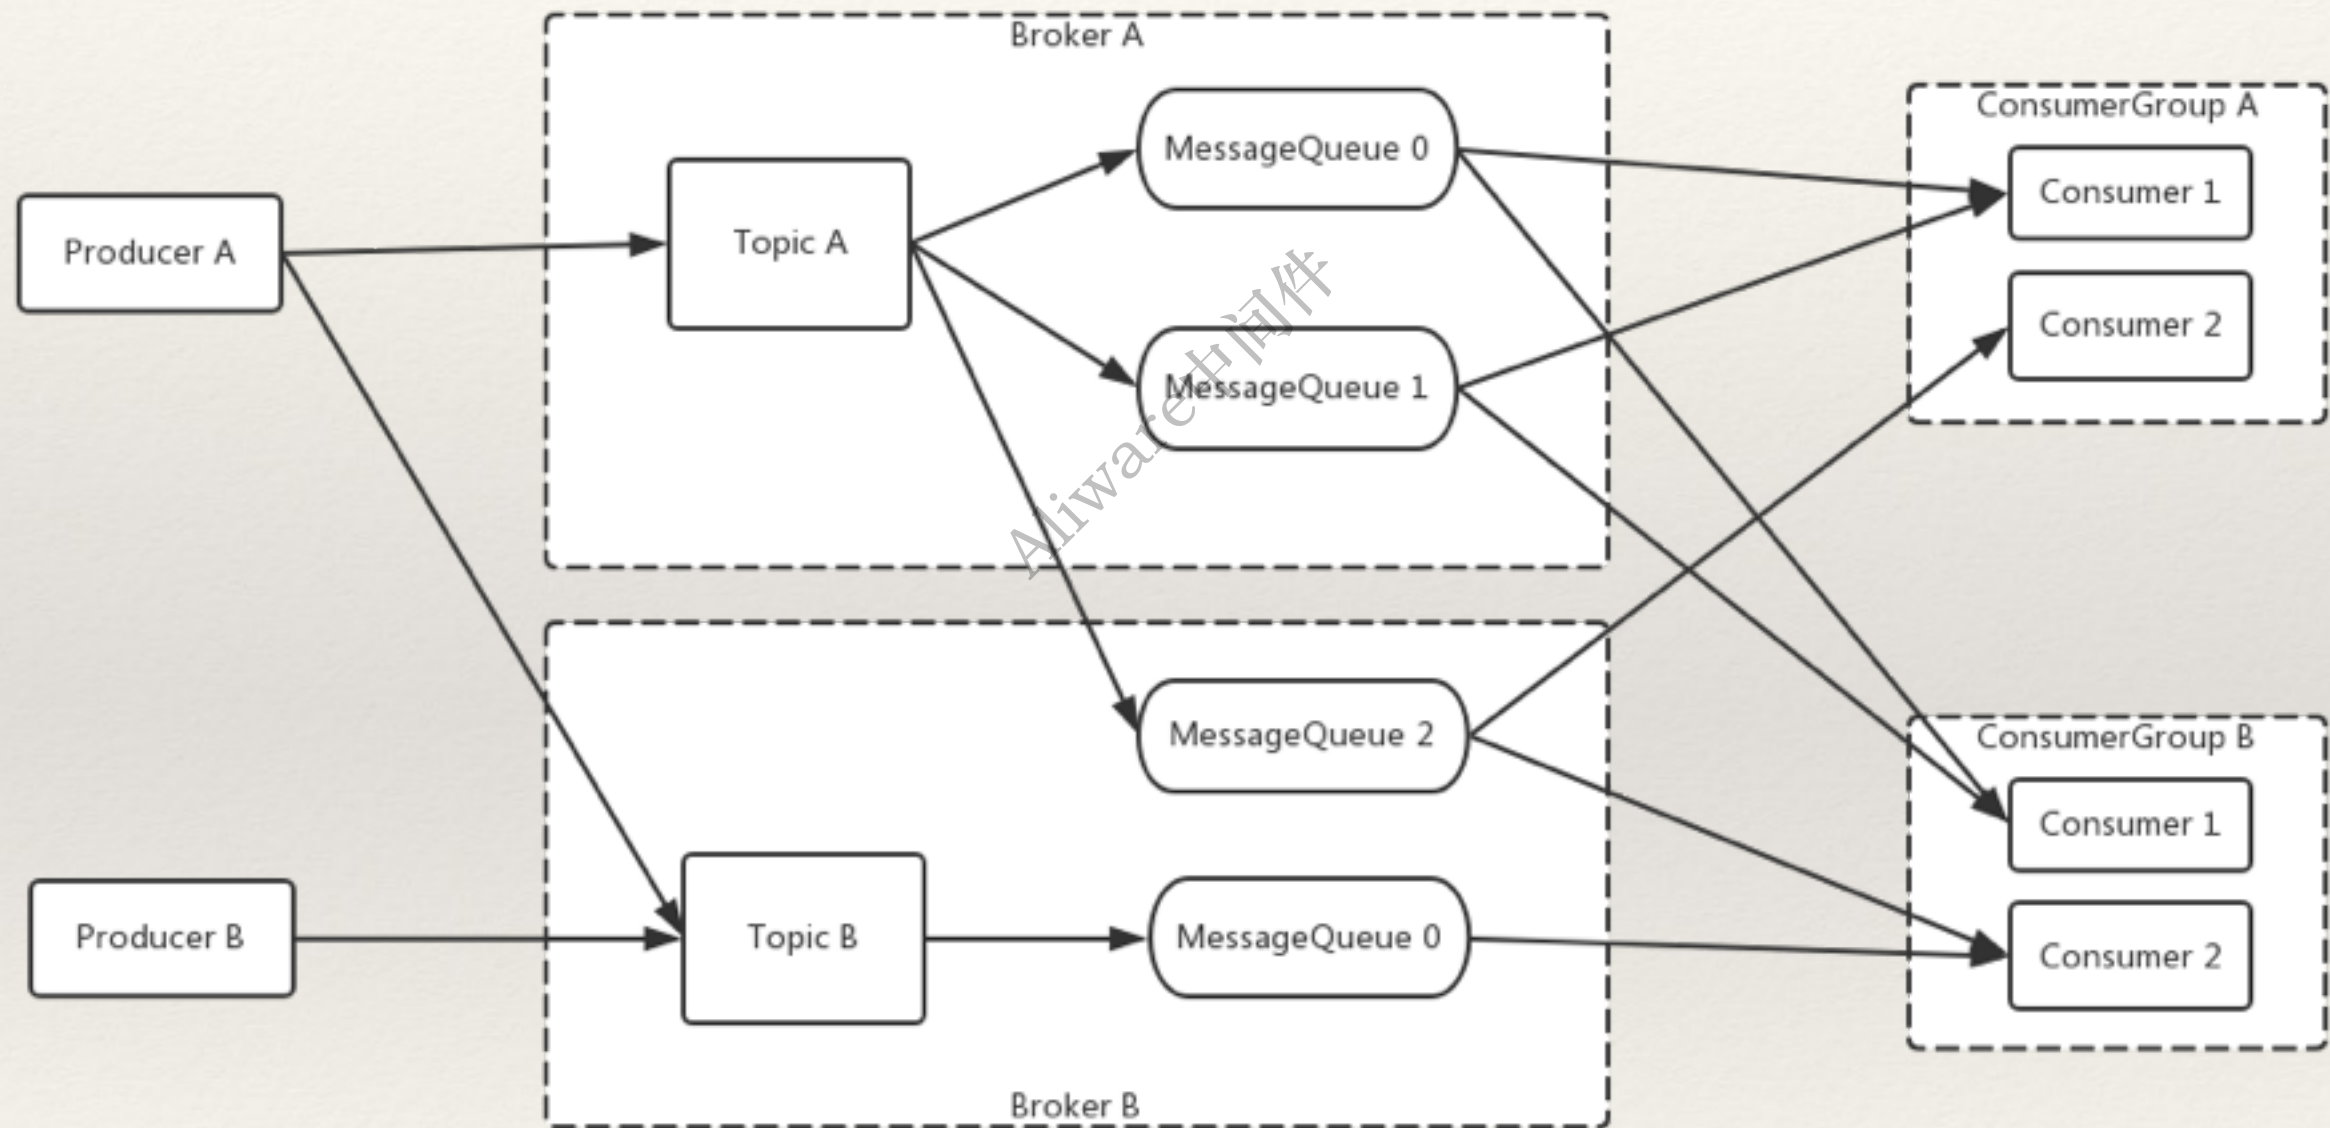 Broker A
ConsumerGroup A
MessageQueue 0
Consumer 1
Producer A
Topic A
Consumer 2
MessageQueue 1
Aliware中间件
MessageQueue 2
ConsumerGroup B
Consumer 1
Producer B
Topic B
MessageQueue 0
Consumer 2
Broker B